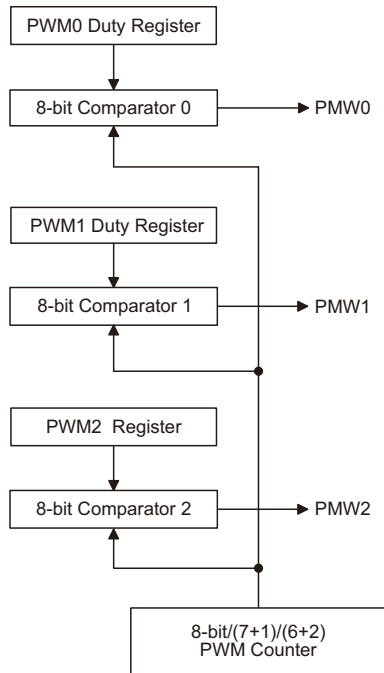 PWM0 Duty Register
8-bit Comparator 0
PMW0
PWM1 Duty Register
8-bit Comparator 1
PMW1
PWM2 Register
8-bit Comparator 2
PMW2
8-bit/(7+1)/(6+2)
PWM Counter